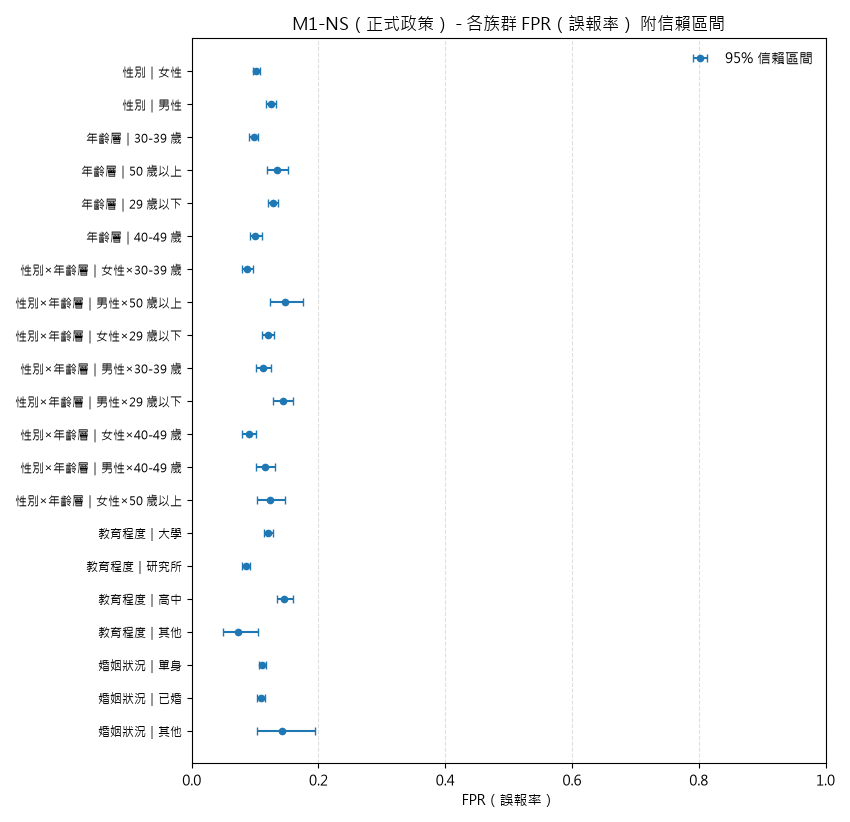 M1-NS（正式政策）- 各族群 FPR（誤報率）附信賴區間
95% 信賴區間
性別｜女性
性別｜男性
年齡層｜30-39 歲
年齡層｜50 歲以上
年齡層｜29 歲以下
年齡層｜40-49 歲
性別×年齡層｜女性×30-39 歲
性別×年齡層｜男性×50 歲以上
性別×年齡層｜女性×29 歲以下
性別×年齡層｜男性×30-39 歲
性別×年齡層｜男性×29 歲以下
性別×年齡層｜女性×40-49 歲
性別×年齡層｜男性×40-49 歲
性別×年齡層｜女性×50 歲以上
教育程度｜大學
教育程度｜研究所
教育程度｜高中
教育程度｜其他
婚姻狀況｜單身
婚姻狀況｜已婚
婚姻狀況｜其他
0.0 0.2 0.4 0.6 0.8 1.0
FPR（誤報率）